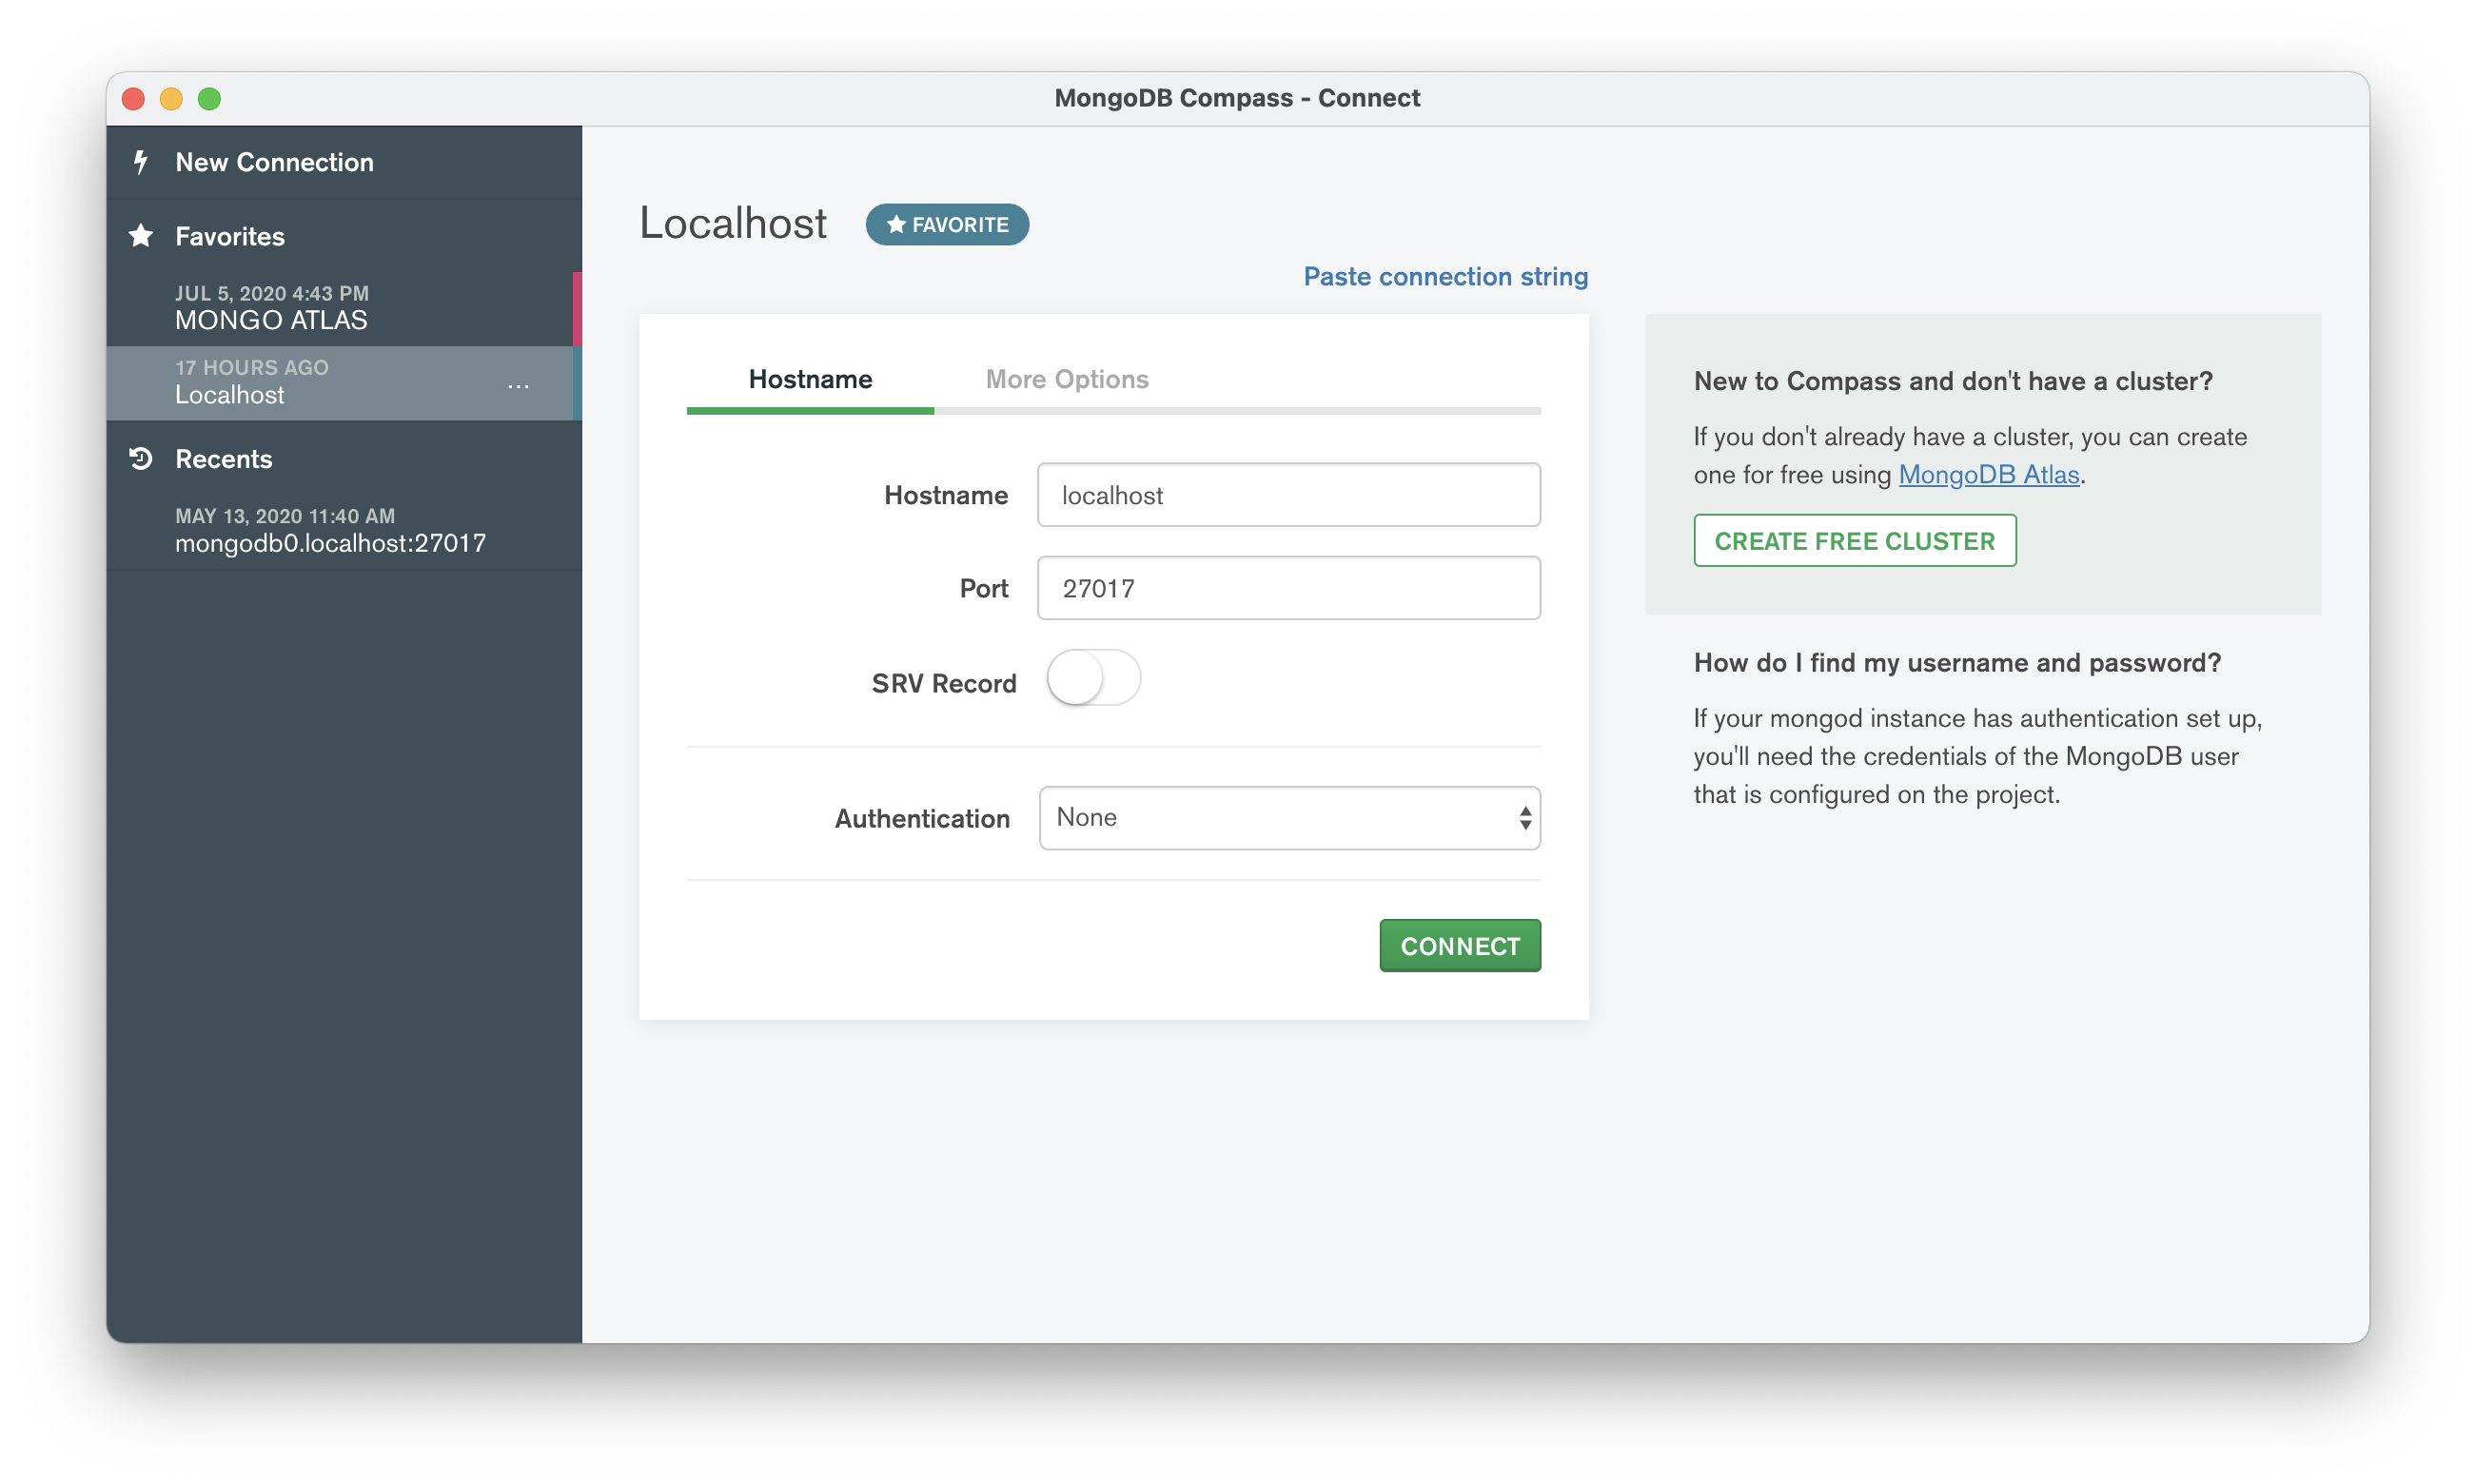 MongoDB Compass - Connect
New Connection
Favorites
JUL 5, 2020 4:43 PM
MONGO ATLAS
17 HOURS AGO
Localhost
...
Recents
MAY 13, 2020 11:40 AM
mongodb0.localhost:27017
Localhost
FAVORITE
Paste connection string
Hostname
More Options
Hostname
localhost
Port
27017
SRV Record
Authentication
None
CONNECT
New to Compass and don't have a cluster?
If you don't already have a cluster, you can create
one for free using MongoDB Atlas.
CREATE FREE CLUSTER
How do I find my username and password?
If your mongod instance has authentication set up,
you'll need the credentials of the MongoDB user
that is configured on the project.